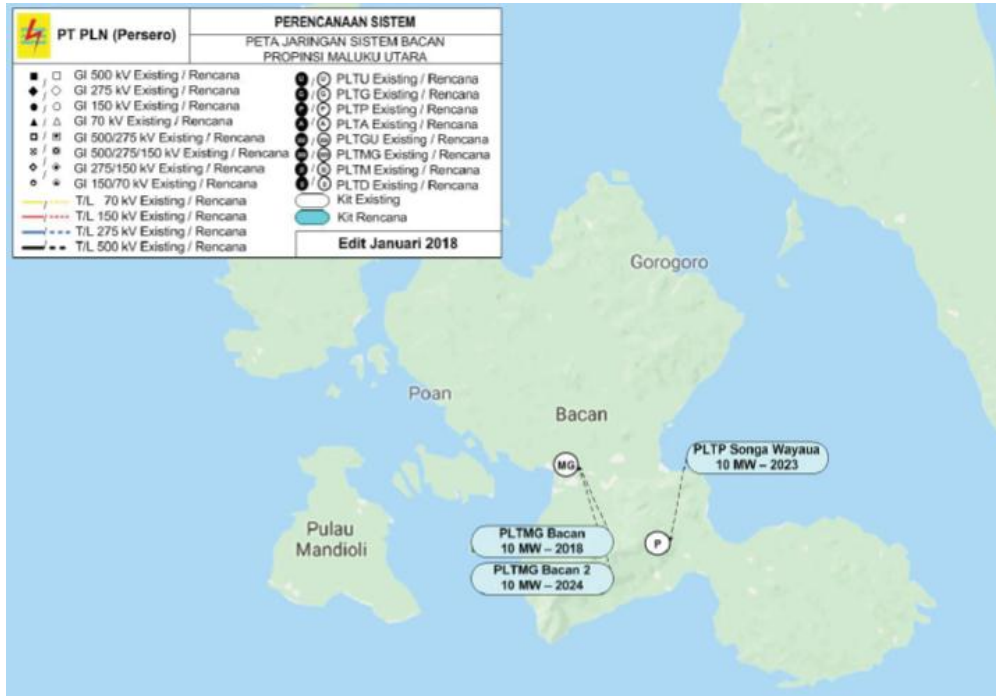 PT PLN (Persero)
PERENCANAAN SISTEM
PETA JARINGAN SISTEM BACAN
PROPINSI MALUKU UTARA
GI 500 kV Existing / Rencana
GI 275 kV Existing / Rencana
GI 150 kV Existing / Rencana
GI 70 kV Existing / Rencana
GI 500/275 kV Existing / Rencana
GI 500/275/150 kV Existing / Rencana
GI 275/150 kV Existing / Rencana
GI 150/70 kV Existing / Rencana
T/L 70 kV Existing / Rencana
T/L 150 kV Existing / Rencana
T/L 275 kV Existing / Rencana
T/L 500 kV Existing / Rencana
PLTU Existing / Rencana
PLTG Existing / Rencana
PLTP Existing / Rencana
PLTA Existing / Rencana
PLTGU Existing / Rencana
PLTMG Existing / Rencana
PLTM Existing / Rencana
PLTD Existing / Rencana
Kit Existing
Kit Rencana
Edit Januari 2018
Gorogoro
Poan
Bacan
MG
PLTP Songa Wayaua
10 MW – 2023
P
PLTMG Bacan
10 MW – 2018
PLTMG Bacan 2
10 MW – 2024
Pulau
Mandioli